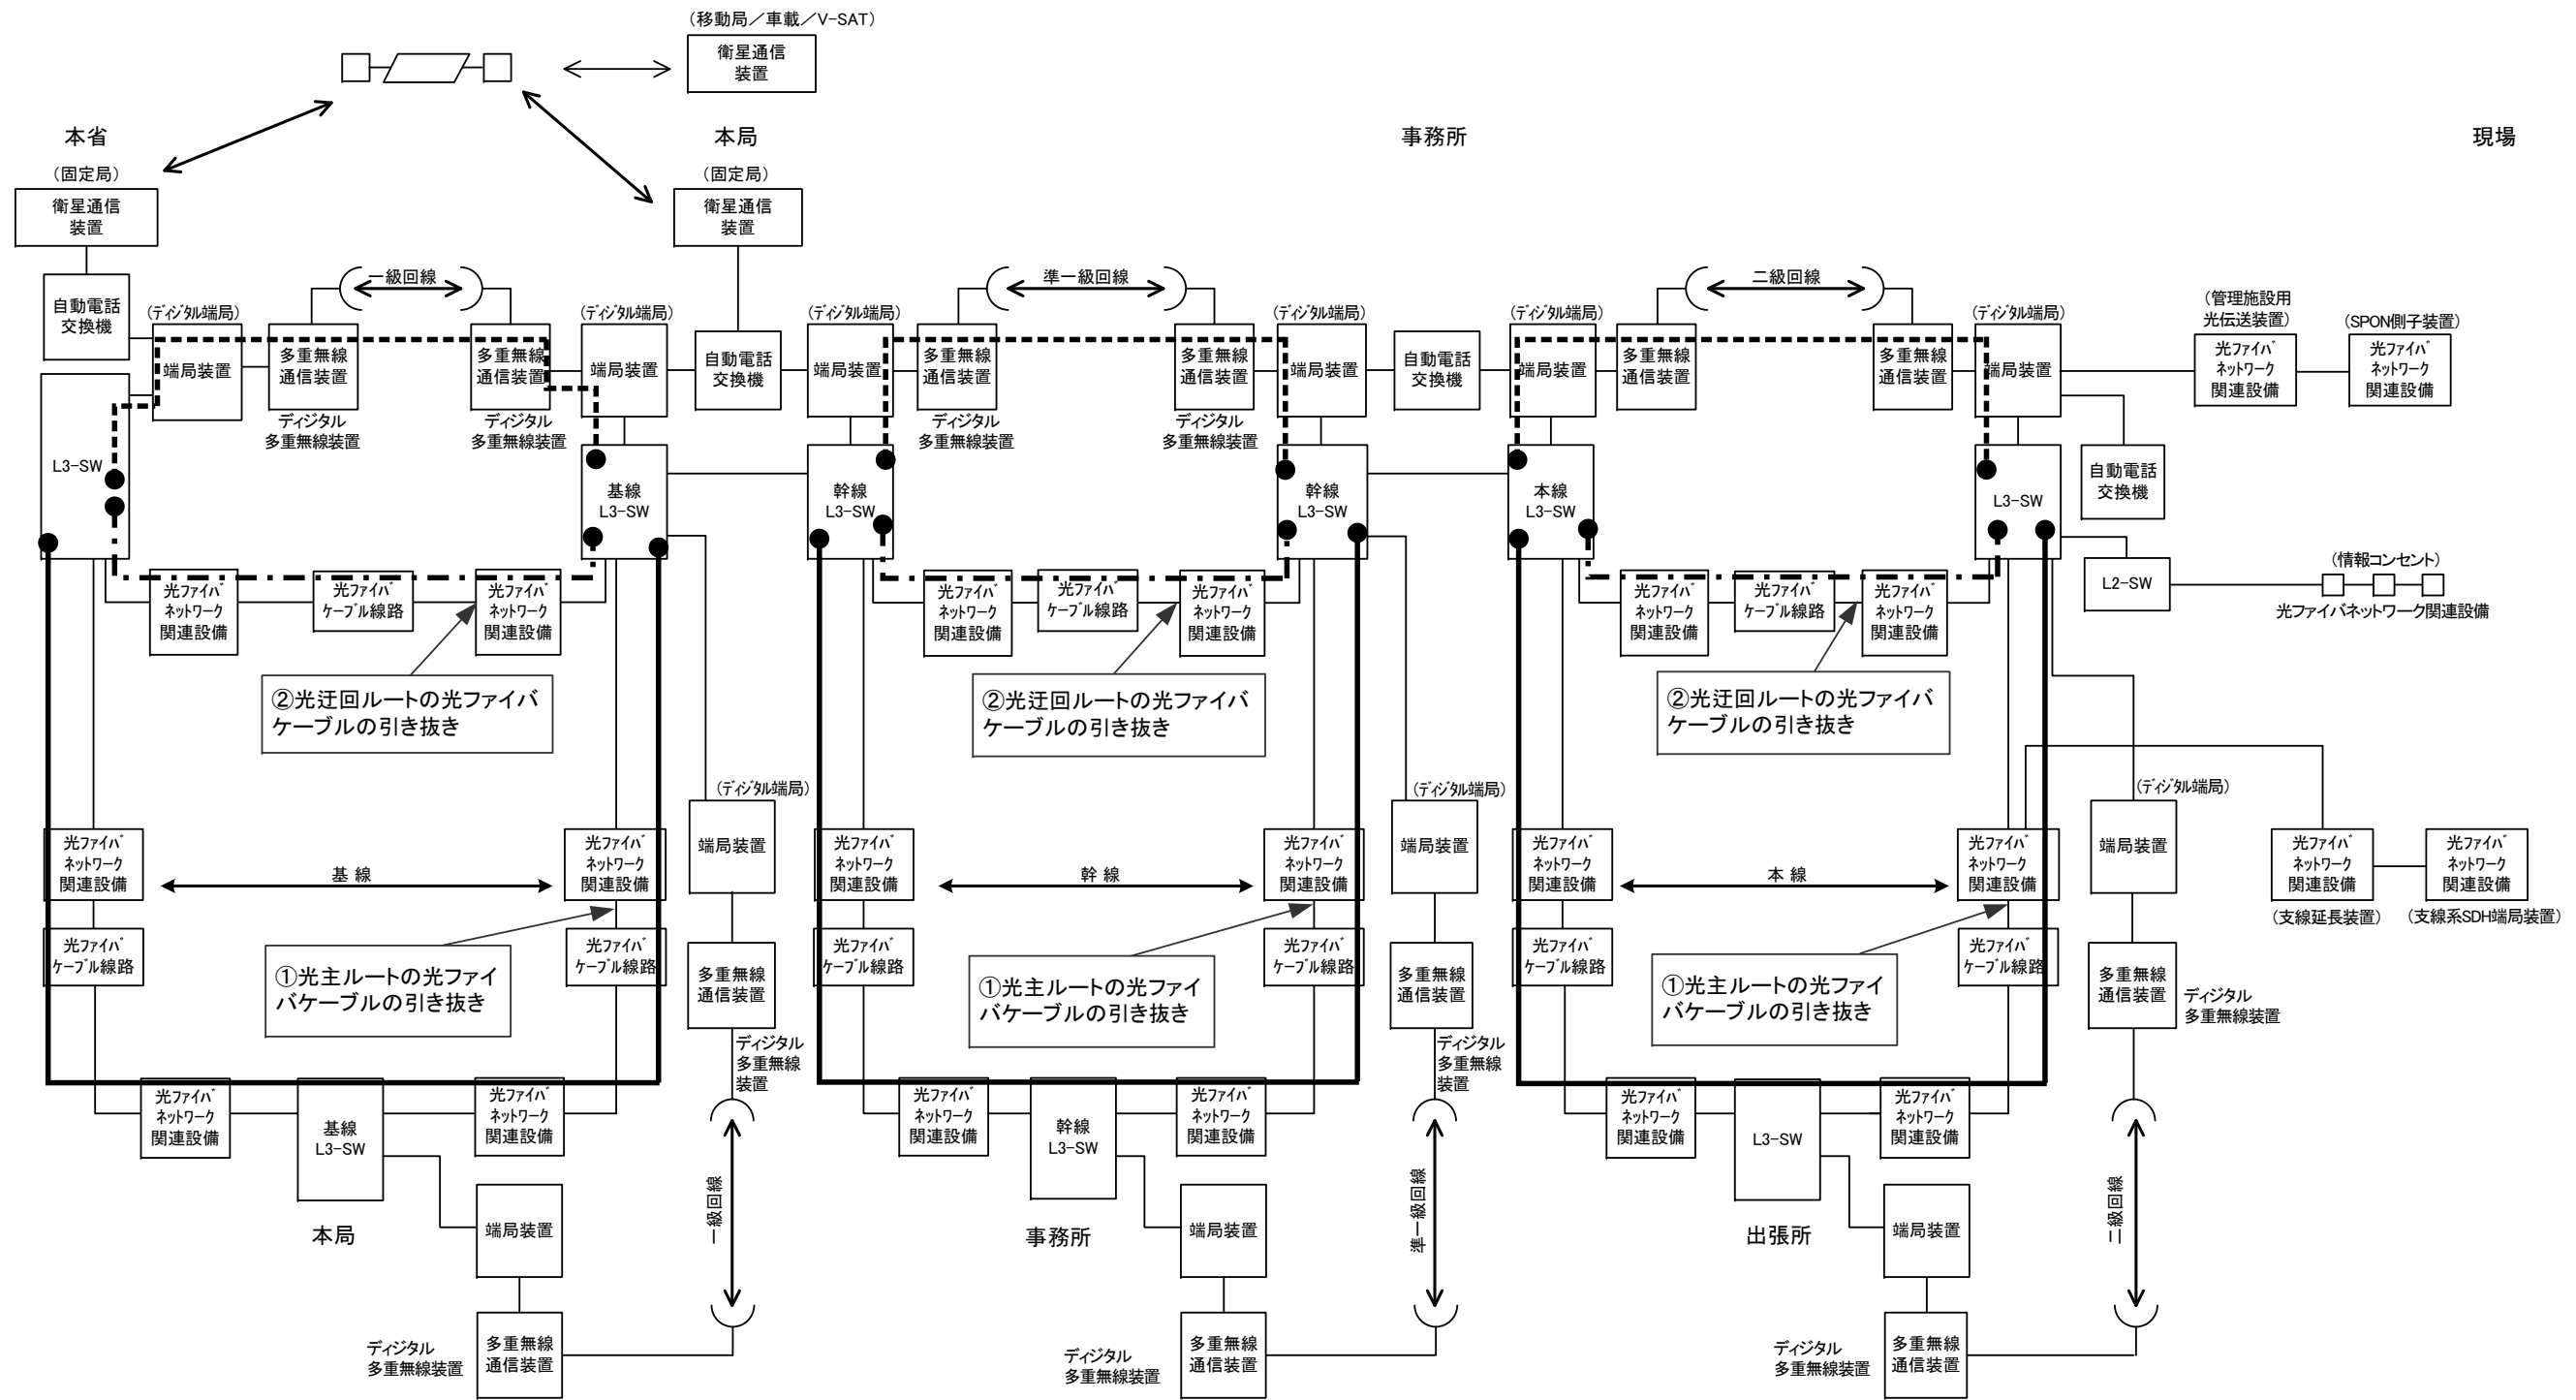 （移動局／車載／V-SAT）
衛星通信
装置
本省
本局
事務所
現場
（固定局）
衛星通信
装置
（固定局）
衛星通信
装置
一級回線
準一級回線
二級回線
自動電話
交換機
（ディジタル端局）
端局装置
多重無線
通信装置
ディジタル
多重無線装置
多重無線
通信装置
ディジタル
多重無線装置
（ディジタル端局）
端局装置
自動電話
交換機
（ディジタル端局）
端局装置
多重無線
通信装置
ディジタル
多重無線装置
多重無線
通信装置
ディジタル
多重無線装置
（ディジタル端局）
端局装置
自動電話
交換機
（ディジタル端局）
端局装置
多重無線
通信装置
多重無線
通信装置
（ディジタル端局）
端局装置
（管理施設用
光伝送装置）
光ファイバ
ネットワーク
関連設備
（SPON側子装置）
光ファイバ
ネットワーク
関連設備
L3-SW
基線
L3-SW
幹線
L3-SW
幹線
L3-SW
本線
L3-SW
L3-SW
自動電話
交換機
L2-SW
（情報コンセント）
光ファイバネットワーク関連設備
光ファイバ
ネットワーク
関連設備
光ファイバ
ケーブル線路
光ファイバ
ネットワーク
関連設備
光ファイバ
ネットワーク
関連設備
光ファイバ
ケーブル線路
光ファイバ
ネットワーク
関連設備
光ファイバ
ネットワーク
関連設備
光ファイバ
ケーブル線路
光ファイバ
ネットワーク
関連設備
②光迂回ルートの光ファイバ
ケーブルの引き抜き
②光迂回ルートの光ファイバ
ケーブルの引き抜き
②光迂回ルートの光ファイバ
ケーブルの引き抜き
光ファイバ
ネットワーク
関連設備
基 線
光ファイバ
ネットワーク
関連設備
（ディジタル端局）
端局装置
光ファイバ
ネットワーク
関連設備
幹 線
光ファイバ
ネットワーク
関連設備
（ディジタル端局）
端局装置
光ファイバ
ネットワーク
関連設備
本 線
光ファイバ
ネットワーク
関連設備
（ディジタル端局）
端局装置
光ファイバ
ネットワーク
関連設備
（支線延長装置）
光ファイバ
ネットワーク
関連設備
（支線系SDH端局装置）
光ファイバ
ケーブル線路
①光主ルートの光ファイ
バケーブルの引き抜き
光ファイバ
ケーブル線路
多重無線
通信装置
ディジタル
多重無線
装置
光ファイバ
ケーブル線路
①光主ルートの光ファイ
バケーブルの引き抜き
光ファイバ
ケーブル線路
多重無線
通信装置
ディジタル
多重無線
装置
光ファイバ
ケーブル線路
①光主ルートの光ファイ
バケーブルの引き抜き
光ファイバ
ケーブル線路
多重無線
通信装置
ディジタル
多重無線装置
光ファイバ
ネットワーク
関連設備
基線
L3-SW
光ファイバ
ネットワーク
関連設備
一級回線
光ファイバ
ネットワーク
関連設備
幹線
L3-SW
光ファイバ
ネットワーク
関連設備
準一級回線
光ファイバ
ネットワーク
関連設備
L3-SW
光ファイバ
ネットワーク
関連設備
二級回線
本局
端局装置
事務所
端局装置
出張所
端局装置
ディジタル
多重無線装置
多重無線
通信装置
ディジタル
多重無線装置
多重無線
通信装置
ディジタル
多重無線装置
多重無線
通信装置